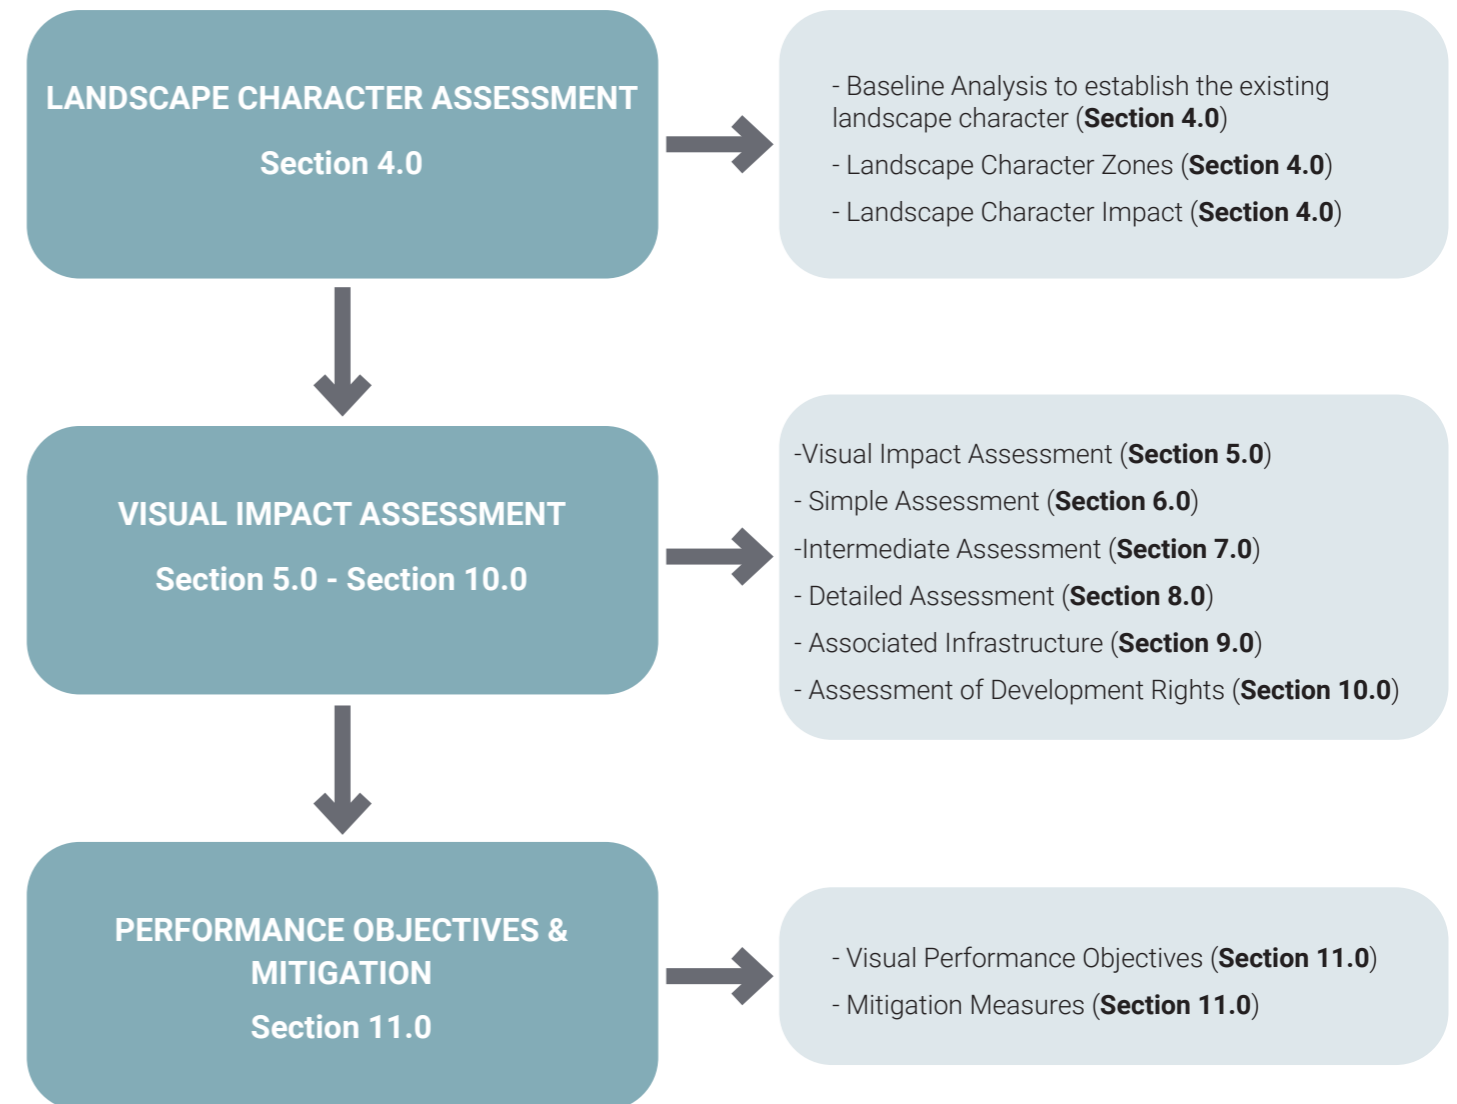 LANDSCAPE CHARACTER ASSESSMENT
Section 4.0
- Baseline Analysis to establish the existing
landscape character (Section 4.0)
- Landscape Character Zones (Section 4.0)
- Landscape Character Impact (Section 4.0)
VISUAL IMPACT ASSESSMENT
Section 5.0 - Section 10.0
-Visual Impact Assessment (Section 5.0)
- Simple Assessment (Section 6.0)
-Intermediate Assessment (Section 7.0)
- Detailed Assessment (Section 8.0)
- Associated Infrastructure (Section 9.0)
- Assessment of Development Rights (Section 10.0)
PERFORMANCE OBJECTIVES &
MITIGATION
Section 11.0
- Visual Performance Objectives (Section 11.0)
- Mitigation Measures (Section 11.0)